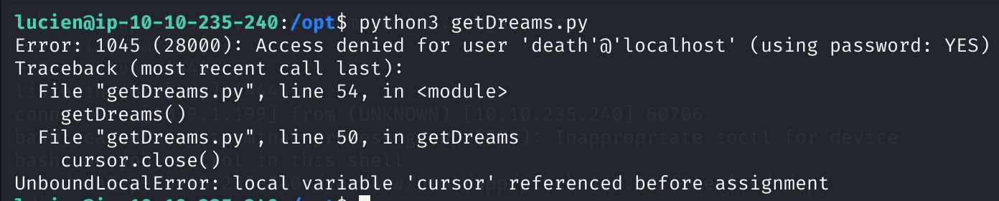 lucien@ip-10-10-235-240:/opt$ python3 getDreams.py
Error: 1045 (28000): Access denied for user 'death'@'localhost' (using password: YES)
Traceback (most recent call last):
  File "getDreams.py", line 54, in <module>
    getDreams()
  File "getDreams.py", line 50, in getDreams
    cursor.close()
UnboundLocalError: local variable 'cursor' referenced before assignment
lucien@ip-10-10-235-240:/opt$